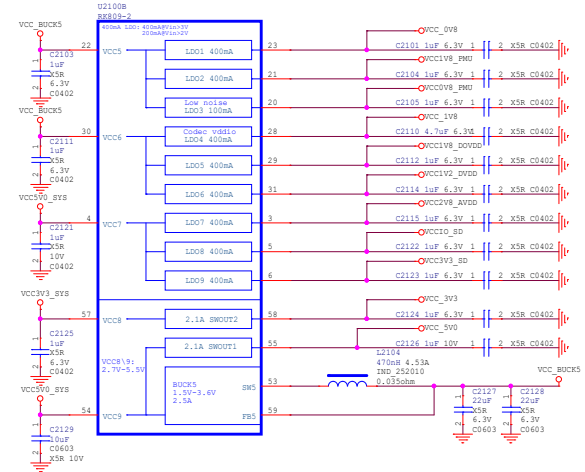 U2100B
RK809-2
400mA LDO: 400mA@Vin>3V
200mA@Vin>2V
VCC_BUCK5
22
VCC5
C2103
1uF
X5R
6.3V
C0402
VCC_BUCK5
30
VCC6
C2111
1uF
X5R
6.3V
C0402
VCC5V0_SYS
4
VCC7
C2121
1uF
X5R
10V
C0402
VCC3V3_SYS
57
VCC8
C2125
1uF
X5R
6.3V
C0402
VCC5V0_SYS
54
VCC9
C2129
10uF
C0603
X5R 10V
VCC8\9:
2.7V-5.5V
LDO1 400mA
23
VCC_0V8
C2101 1uF 6.3V 1 2 X5R C0402
LDO2 400mA
21
VCC1V8_PMU
C2104 1uF 6.3V 1 2 X5R C0402
Low noise
LDO3 100mA
20
VCC0V8_PMU
C2105 1uF 6.3V 1 2 X5R C0402
Codec vddio
LDO4 400mA
28
VCC_1V8
C2110 4.7uF 6.3V 1 2 X5R C0402
LDO5 400mA
29
VCC1V8_DOVDD
C2112 1uF 6.3V 1 2 X5R C0402
LDO6 400mA
31
VCC1V2_DVDD
C2114 1uF 6.3V 1 2 X5R C0402
LDO7 400mA
3
VCC2V8_AVDD
C2115 1uF 6.3V 1 2 X5R C0402
LDO8 400mA
5
VCCIO_SD
C2122 1uF 6.3V 1 2 X5R C0402
LDO9 400mA
6
VCC3V3_SD
C2123 1uF 6.3V 1 2 X5R C0402
2.1A SWOUT2
58
VCC_3V3
C2124 1uF 6.3V 1 2 X5R C0402
2.1A SWOUT1
55
VCC_5V0
C2126 1uF 10V 1 2 X5R C0402
BUCK5
1.5V-3.6V
2.5A
SW5
53
FB5
59
L2104
470nH 4.53A
IND_252010
0.035ohm
VCC_BUCK5
C2127
22uF
X5R
6.3V
C0603
C2128
22uF
X5R
6.3V
C0603